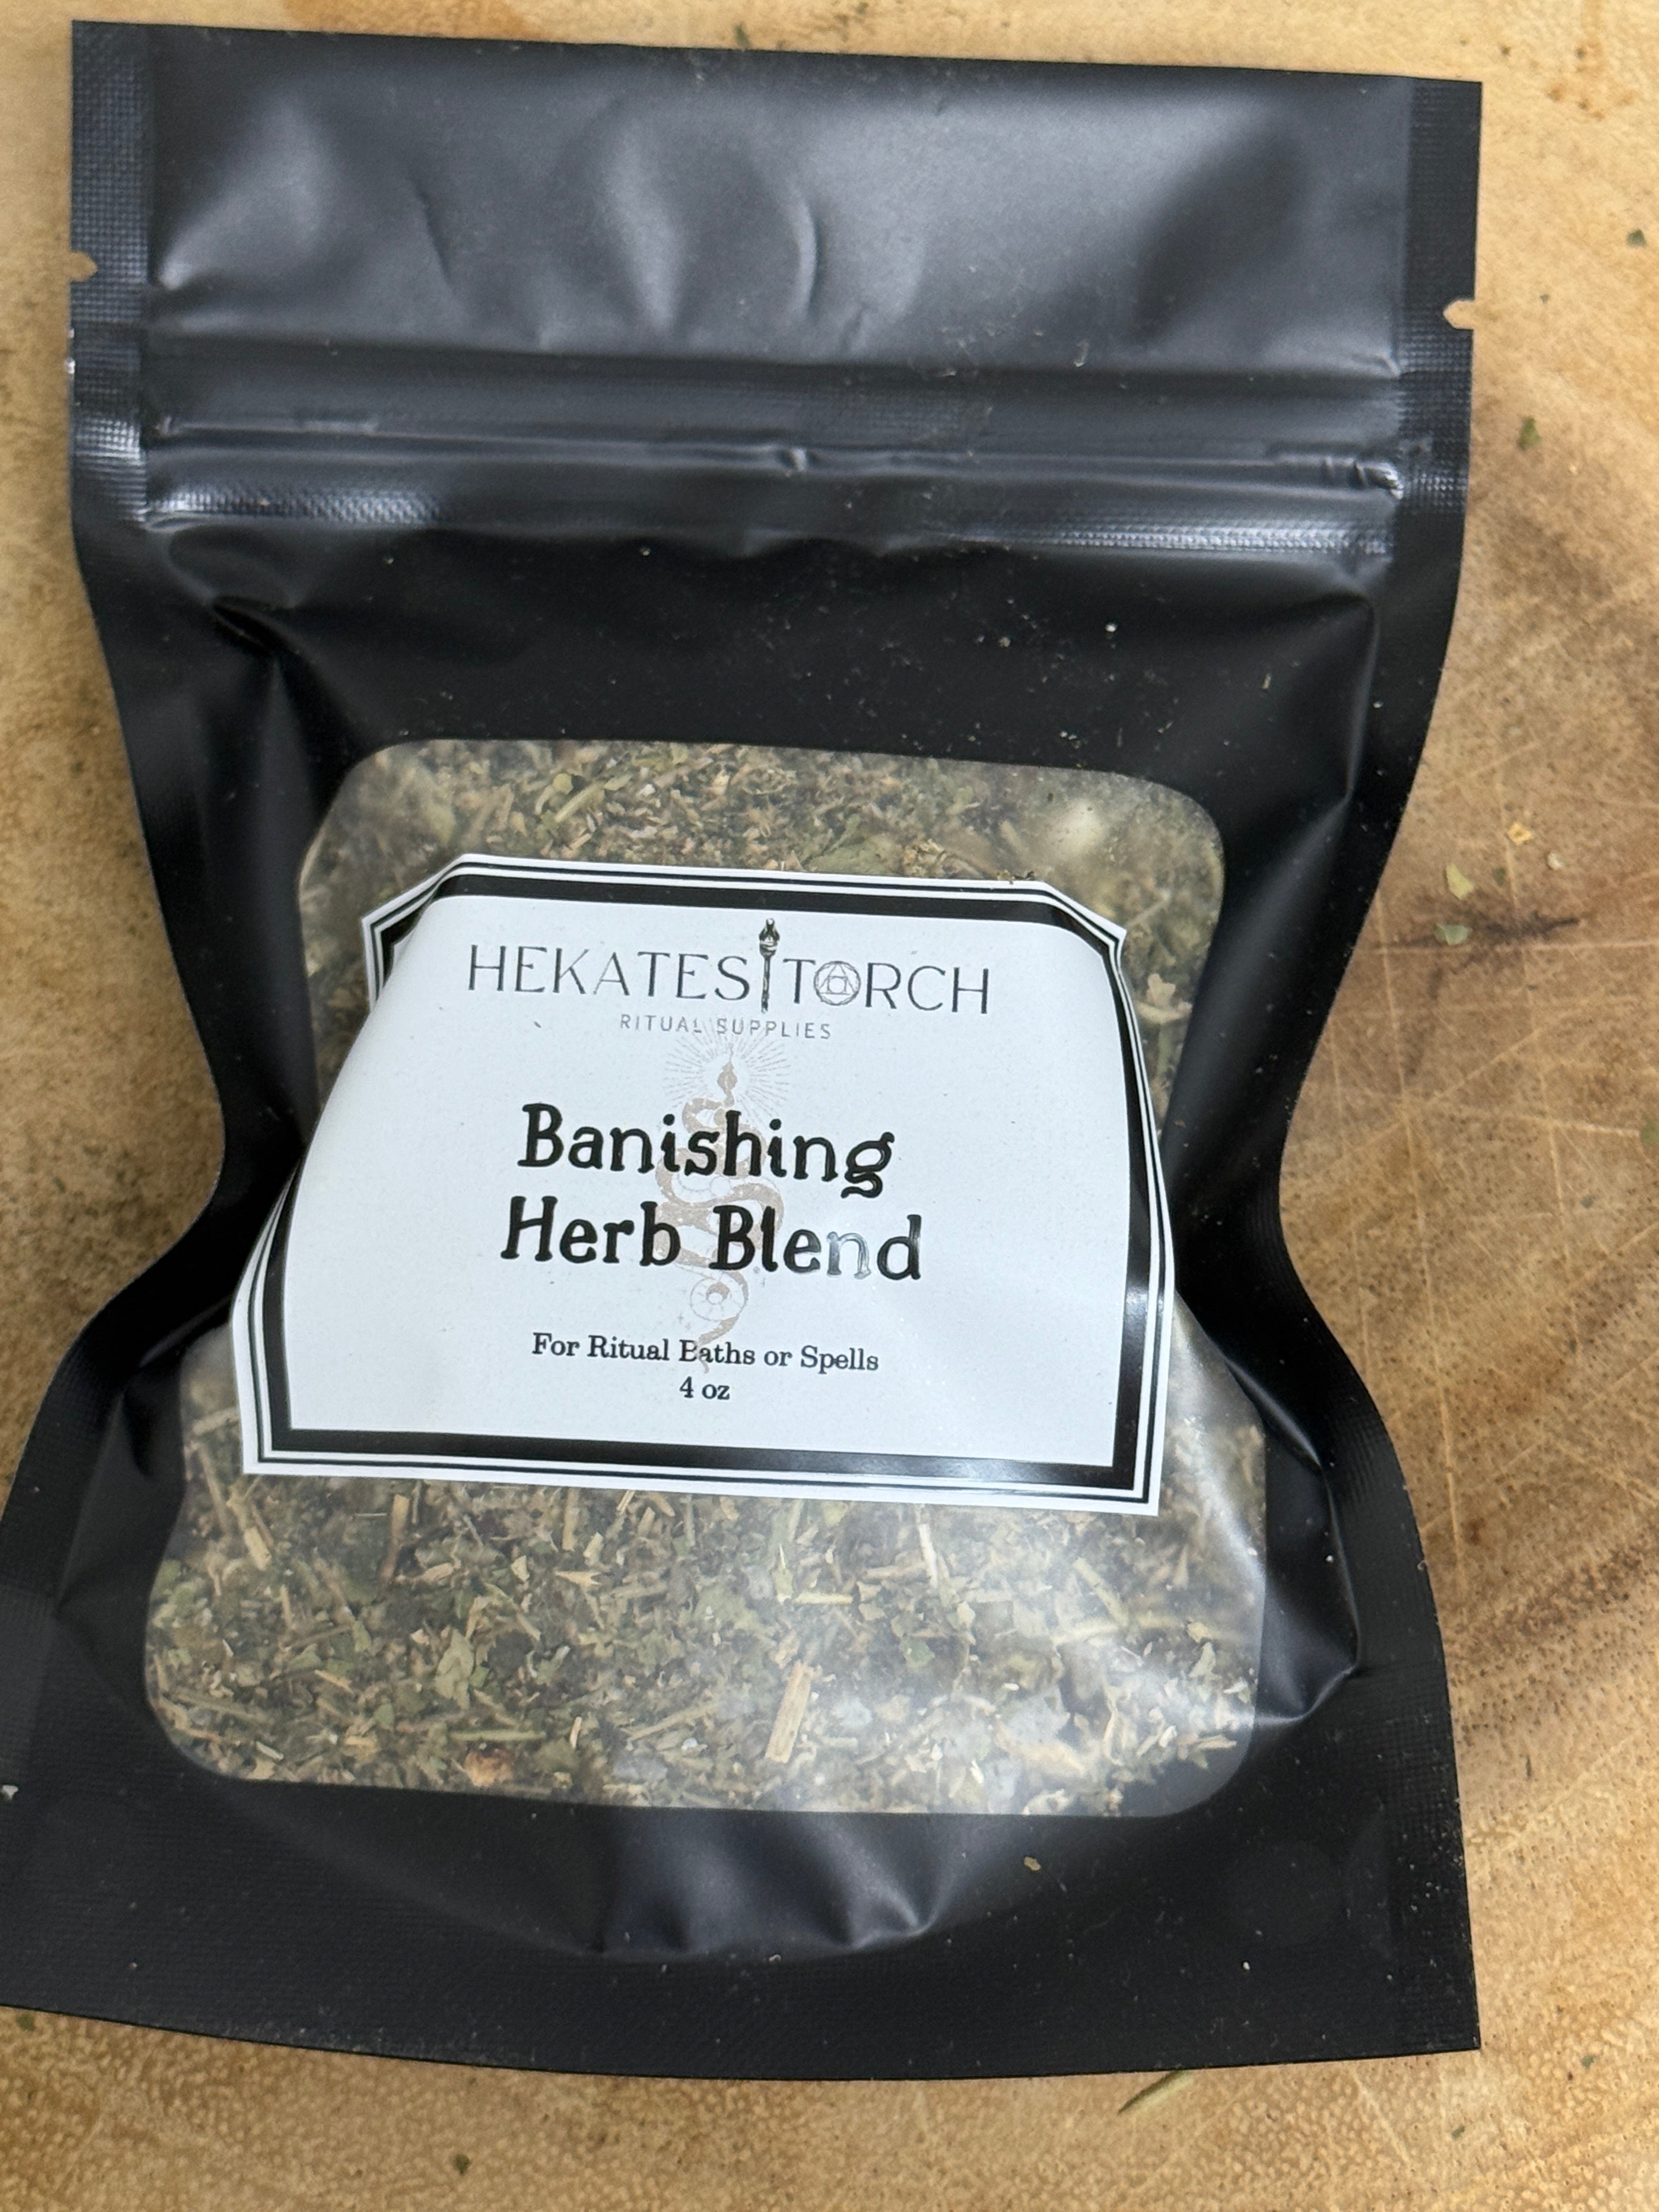 HEKATES TORCH
RITUAL SUPPLIES
Banishing
Herb Blend
For Ritual Baths or Spells
4 oz